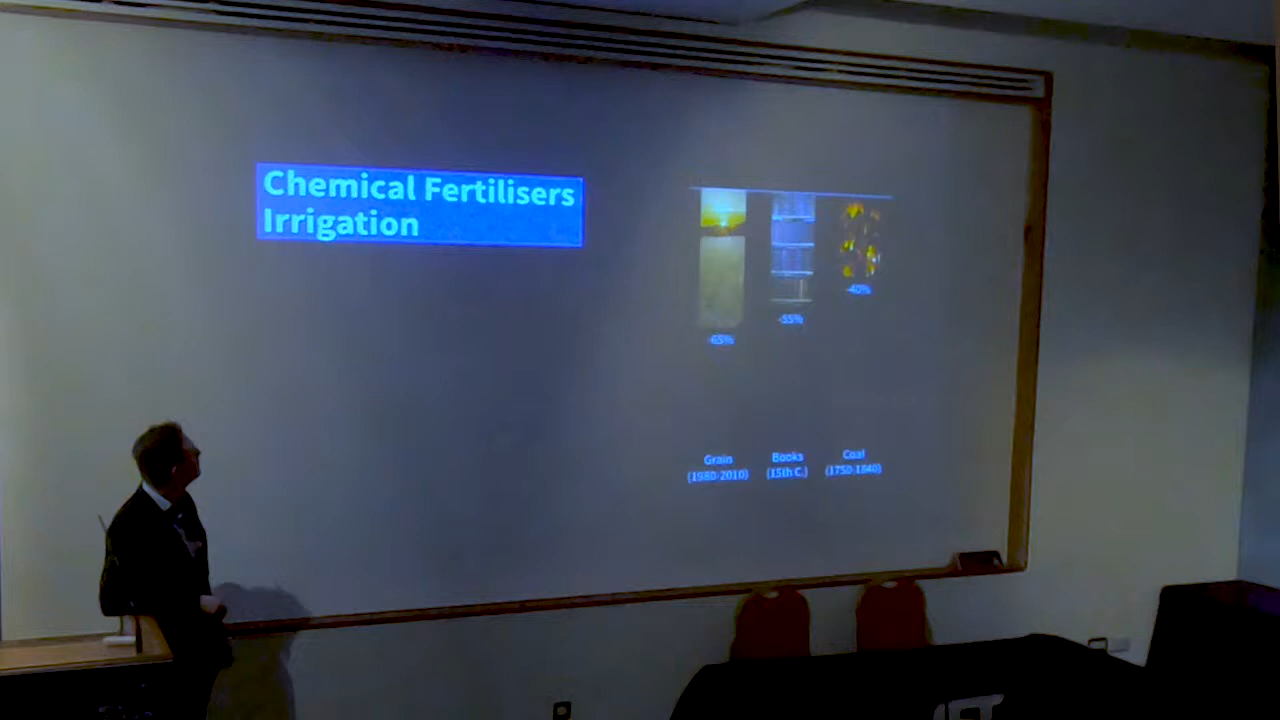 Chemical Fertilisers
Irrigation
-40%
-55%
-65%
Grain
(1980-2010)
Books
(15th C.)
Coal
(1750-1840)